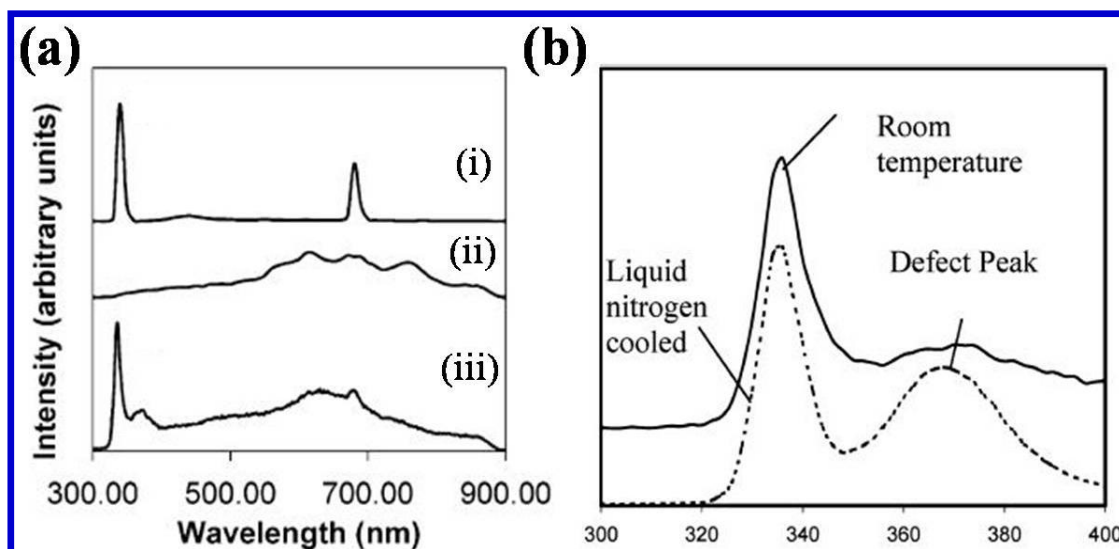 (a)
Intensity (arbitrary units)
(i)
(ii)
(iii)
300.00 500.00 700.00 900.00
Wavelength (nm)
(b)
Room
temperature
Liquid
nitrogen
cooled
Defect Peak
300 320 340 360 380 400